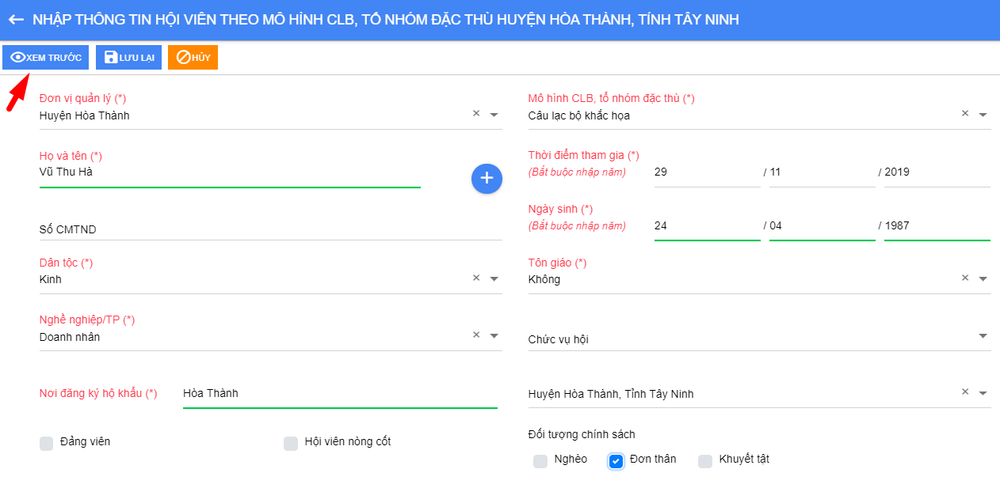 NHẬP THÔNG TIN HỘI VIÊN THEO MÔ HÌNH CLB, TỔ NHÓM ĐẶC THÙ HUYỆN HÒA THÀNH, TỈNH TÂY NINH
XEM TRƯỚC LƯU LẠI HỦY
Đơn vị quản lý (*) Mô hình CLB, tổ nhóm đặc thù (*)
Huyện Hòa Thành Câu lạc bộ khắc họa
Họ và tên (*) Thời điểm tham gia (*)
Vũ Thu Hà (Bắt buộc nhập năm) 29 / 11 / 2019
Ngày sinh (*)
Số CMTND (Bắt buộc nhập năm) 24 / 04 / 1987
Dân tộc (*) Tôn giáo (*)
Kinh Không
Nghề nghiệp/TP (*)
Doanh nhân Chức vụ hội
Nơi đăng ký hộ khẩu (*) Hòa Thành Huyện Hòa Thành, Tỉnh Tây Ninh
Đảng viên Hội viên nòng cốt Đối tượng chính sách
Nghèo Đơn thân Khuyết tật